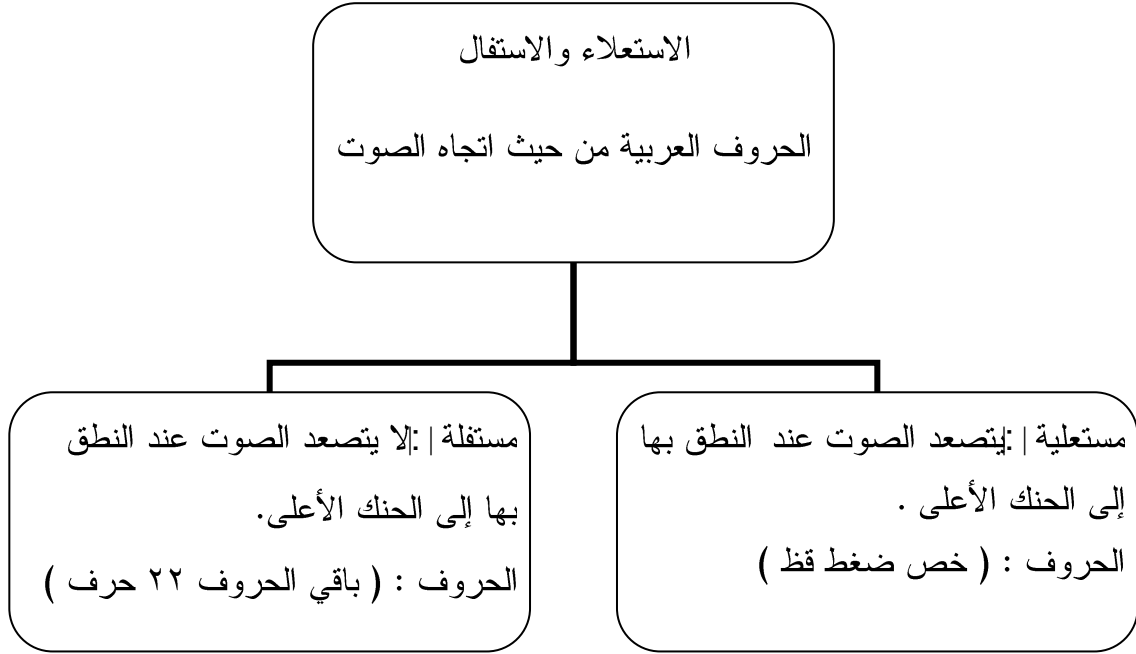 الاستعلاء والاستفال
الحروف العربية من حيث اتجاه الصوت
مستعلية | :يتصعد الصوت عند النطق بها
إلى الحنك الأعلى .
الحروف : ( خص ضغط قظ )
مستفلة | :لا يتصعد الصوت عند النطق
بها إلى الحنك الأعلى.
الحروف : ( باقي الحروف ٢٢ حرف )